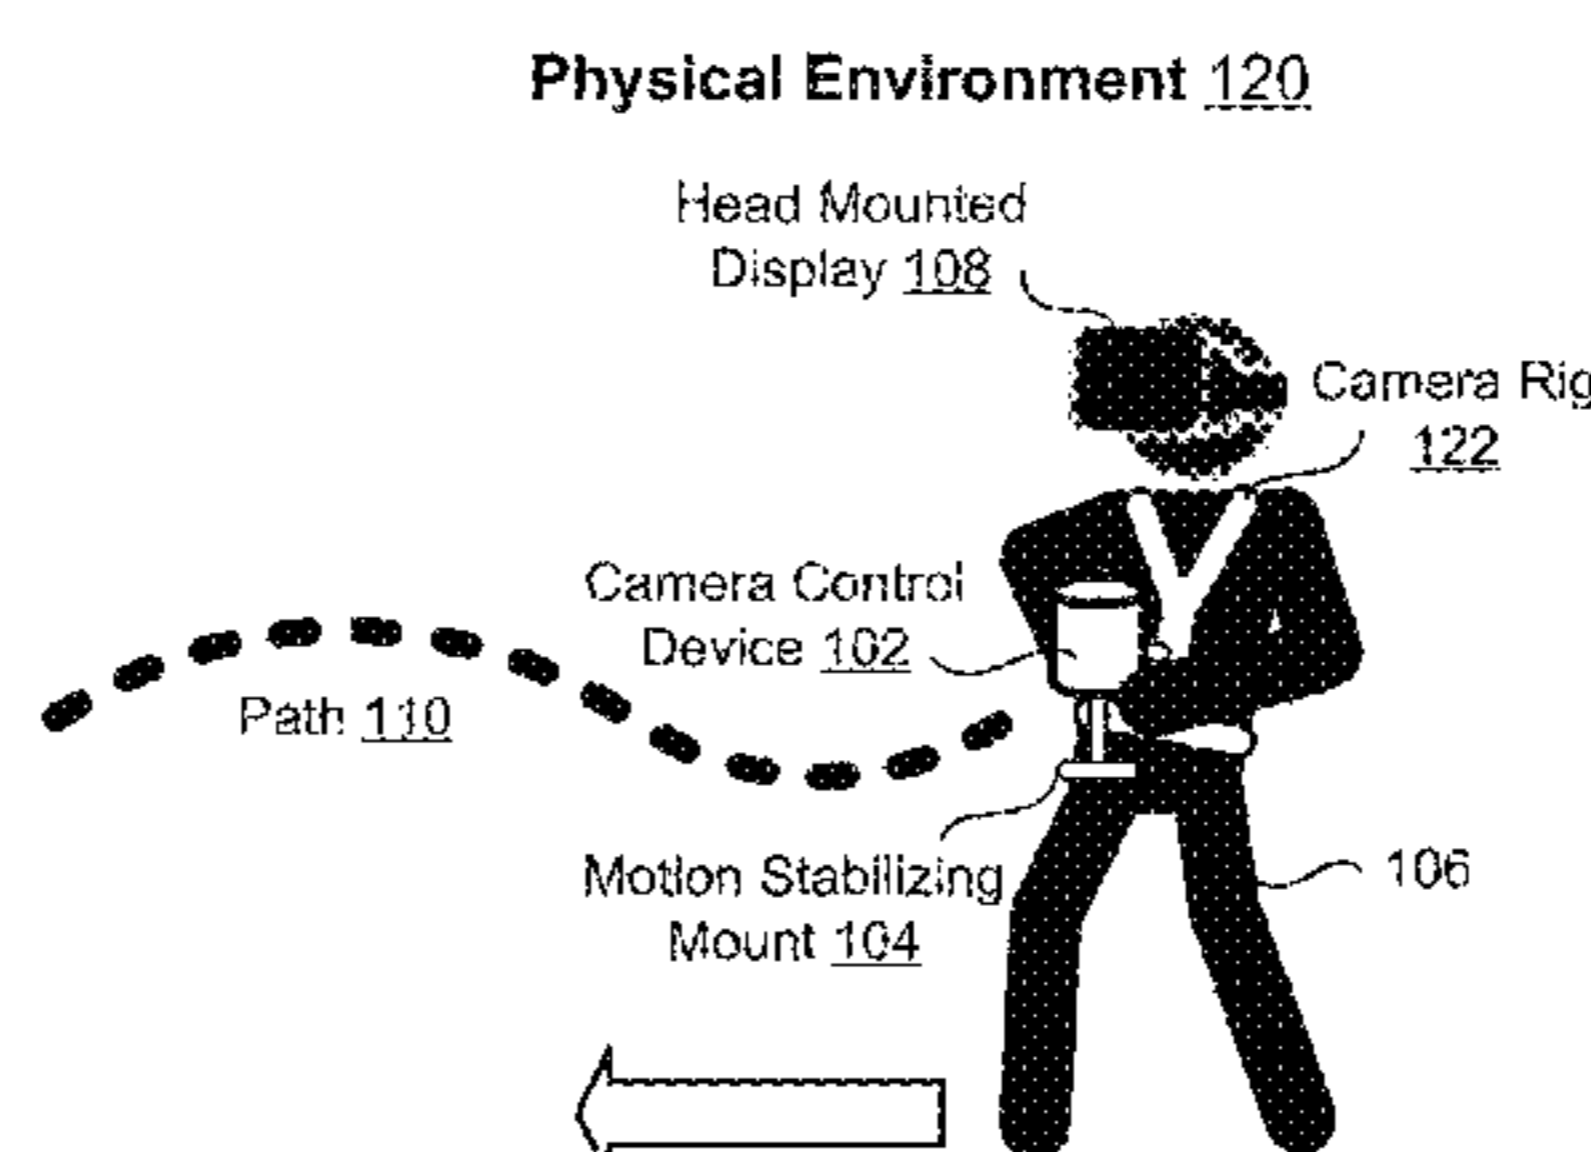 Physical Environment 120
Head Mounted
Display 108
Camera Rig
122
Camera Control
Device 102
Path 110
Motion Stabilizing
Mount 104
106